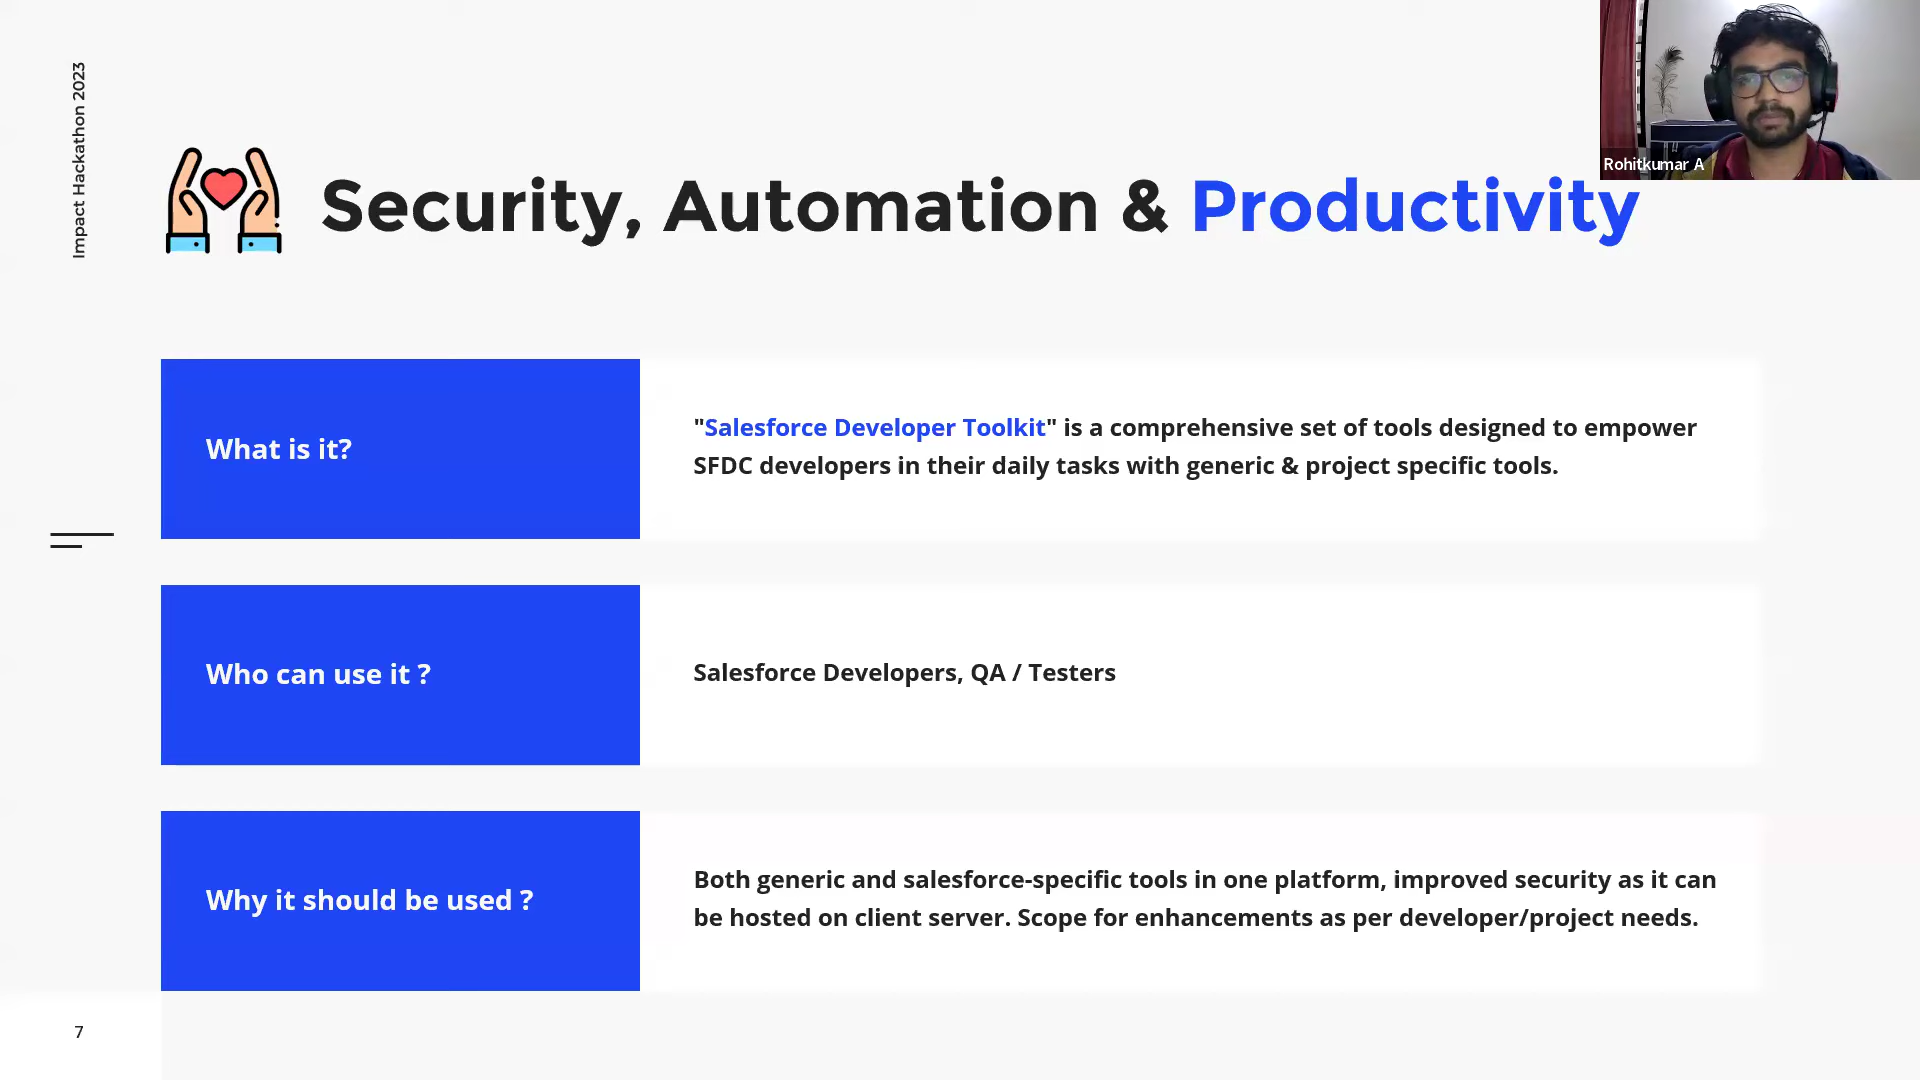 Impact Hackathon 2023
Rohitkumar A
Security, Automation & Productivity
What is it?
"Salesforce Developer Toolkit" is a comprehensive set of tools designed to empower
SFDC developers in their daily tasks with generic & project specific tools.
Who can use it ?
Salesforce Developers, QA / Testers
Why it should be used ?
Both generic and salesforce-specific tools in one platform, improved security as it can
be hosted on client server. Scope for enhancements as per developer/project needs.
7